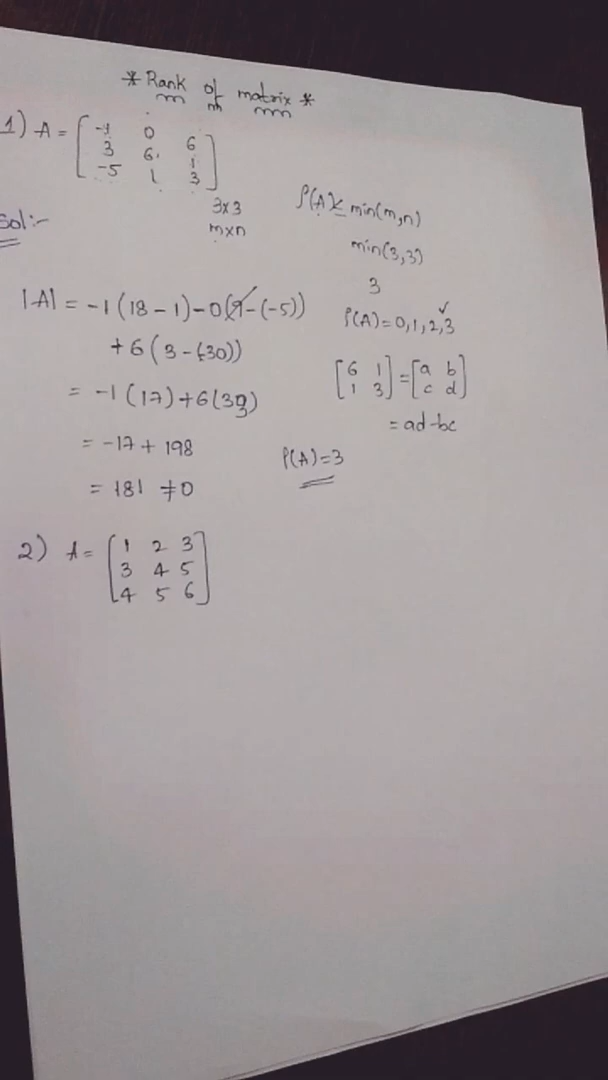 * Rank of matrix *
1) A = [ -1 0 6
3 6 1
-5 1 3 ]
3x3
mxn
Sol:-
ρ(A) ≤ min(m,n)
min(3,3)
3
ρ(A)=0,1,2,3 ✓
|A| = -1(18-1)-0(9-(-5))
+6(3-(-30))
= -1(17)+6(33)
= -17+198
= 181 ≠0
[ 6 1
1 3 ] = [ a b
c d ]
= ad-bc
ρ(A)=3
2) A = [ 1 2 3
3 4 5
4 5 6 ]